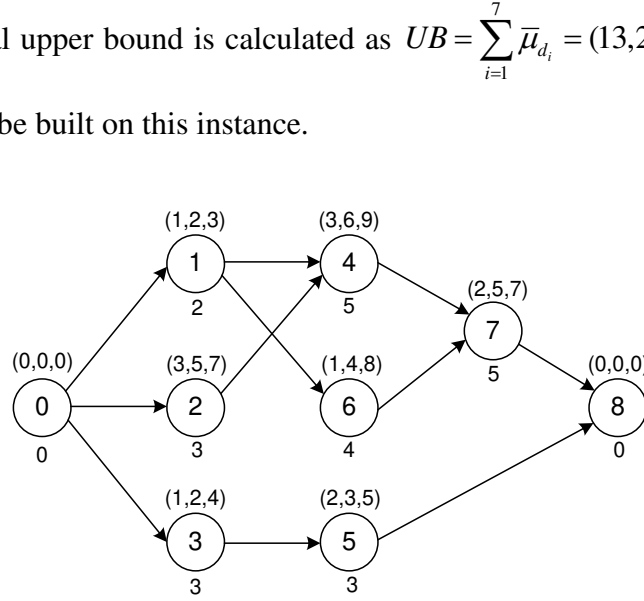 7
al upper bound is calculated as UB = ∑ μ̄_{d_i} = (13,2
i=1
be built on this instance.
(1,2,3) (3,6,9)
1 4
2 5
(2,5,7)
7
5
(0,0,0) (3,5,7) (1,4,8) (0,0,0)
0 2 6 8
0 3 4 0
(1,2,4) (2,3,5)
3 5
3 3